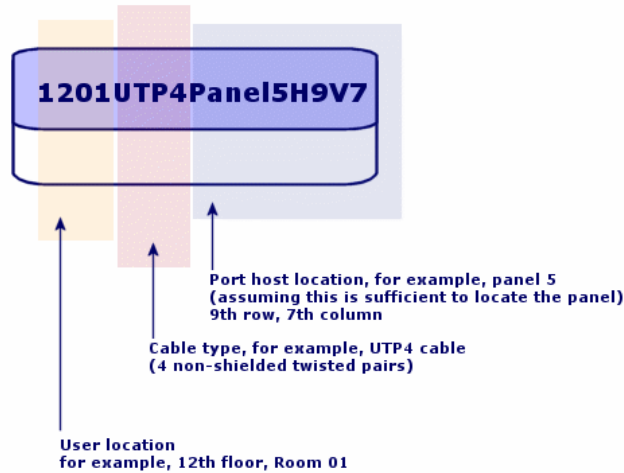 1201UTP4Panel5H9V7
Port host location, for example, panel 5
(assuming this is sufficient to locate the panel)
9th row, 7th column
Cable type, for example, UTP4 cable
(4 non-shielded twisted pairs)
User location
for example, 12th floor, Room 01